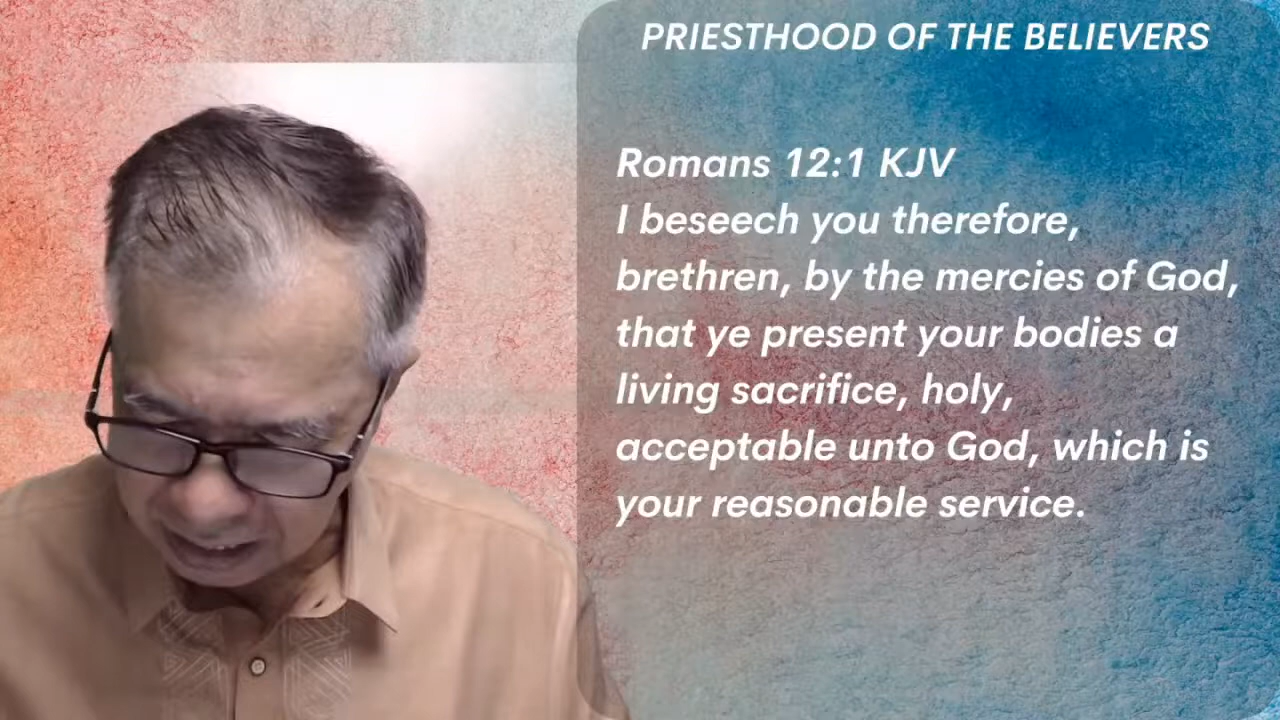 PRIESTHOOD OF THE BELIEVERS
Romans 12:1 KJV
I beseech you therefore,
brethren, by the mercies of God,
that ye present your bodies a
living sacrifice, holy,
acceptable unto God, which is
your reasonable service.